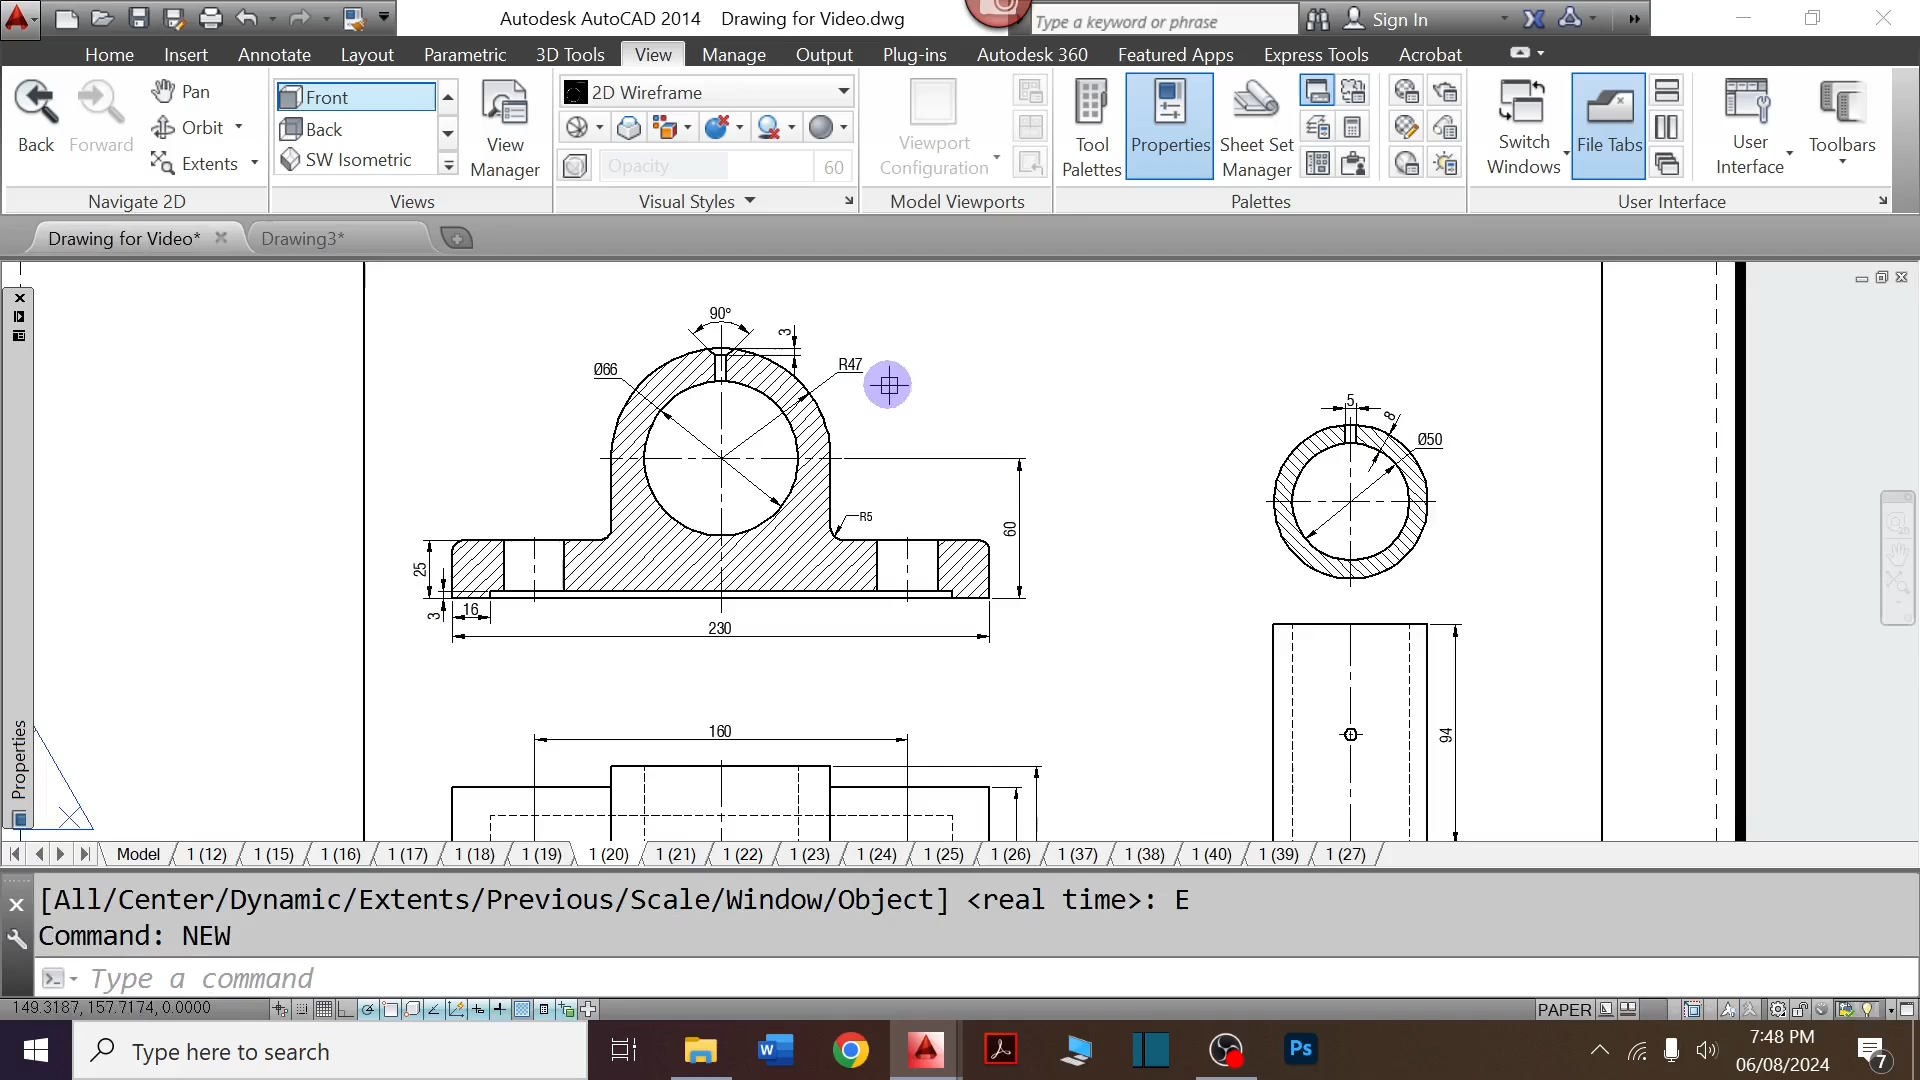 Autodesk AutoCAD 2014 Drawing for Video.dwg
Type a keyword or phrase
Sign In
Home Insert Annotate Layout Parametric 3D Tools View Manage Output Plug-ins Autodesk 360 Featured Apps Express Tools Acrobat
Back
Forward
Pan
Orbit
Extents
Navigate 2D
Front
Back
SW Isometric
View Manager
Views
2D Wireframe
Opacity 60
Visual Styles
Viewport Configuration
Model Viewports
Tool Palettes
Properties
Sheet Set Manager
Palettes
Switch Windows
File Tabs
User Interface
Toolbars
User Interface
Drawing for Video* Drawing3*
90°
3
Ø66
R47
R5
60
25
3
16
230
160
5
8
Ø50
94
Properties
Model 1 (12) 1 (15) 1 (16) 1 (17) 1 (18) 1 (19) 1 (20) 1 (21) 1 (22) 1 (23) 1 (24) 1 (25) 1 (26) 1 (37) 1 (38) 1 (40) 1 (39) 1 (27)
[All/Center/Dynamic/Extents/Previous/Scale/Window/Object] <real time>: E
Command: NEW
Type a command
149.3187, 157.7174, 0.0000
PAPER
Type here to search
Ps
7:48 PM
06/08/2024
7